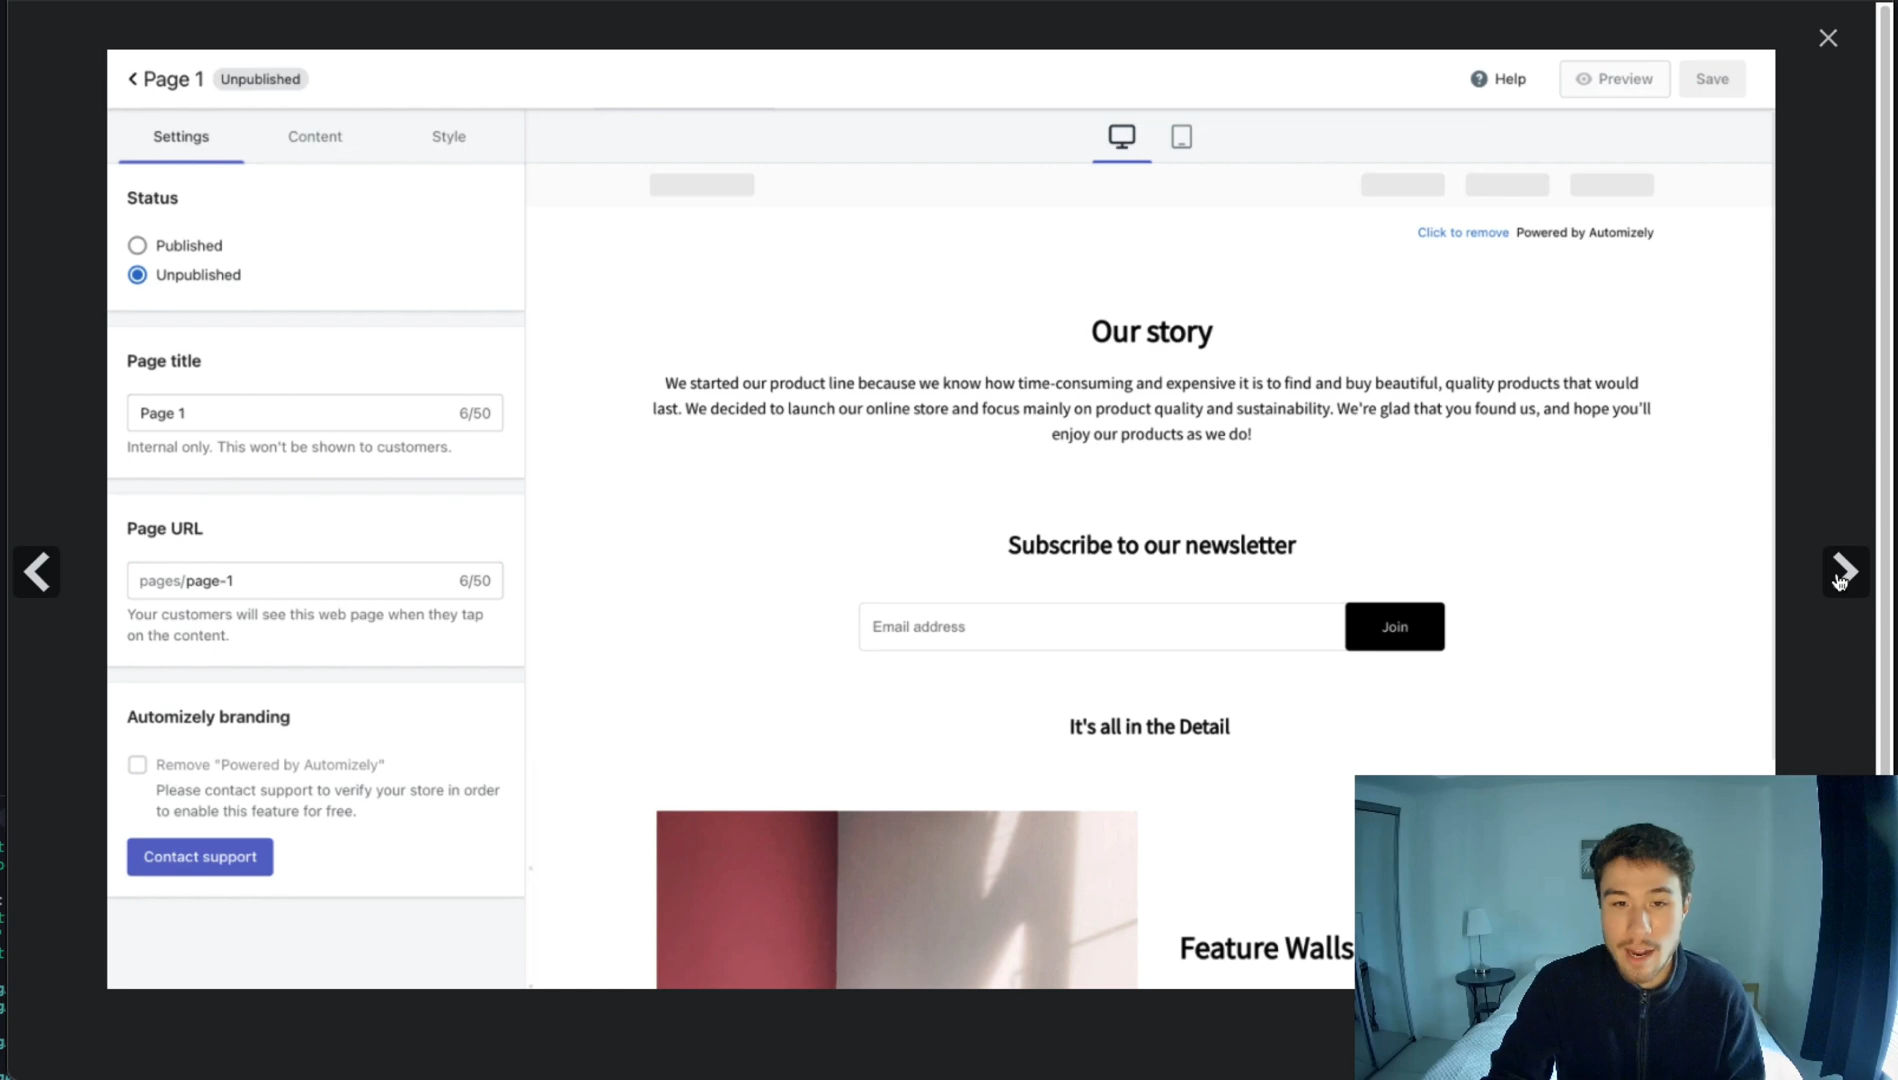 Page 1 Unpublished
Help
Preview
Save
Settings
Content
Style
Status
Published
Unpublished
Page title
Page 1
6/50
Internal only. This won't be shown to customers.
Page URL
pages/page-1
6/50
Your customers will see this web page when they tap
on the content.
Automizely branding
Remove "Powered by Automizely"
Please contact support to verify your store in order
to enable this feature for free.
Contact support
Click to remove Powered by Automizely
Our story
We started our product line because we know how time-consuming and expensive it is to find and buy beautiful, quality products that would
last. We decided to launch our online store and focus mainly on product quality and sustainability. We're glad that you found us, and hope you'll
enjoy our products as we do!
Subscribe to our newsletter
Email address
Join
It's all in the Detail
Feature Walls